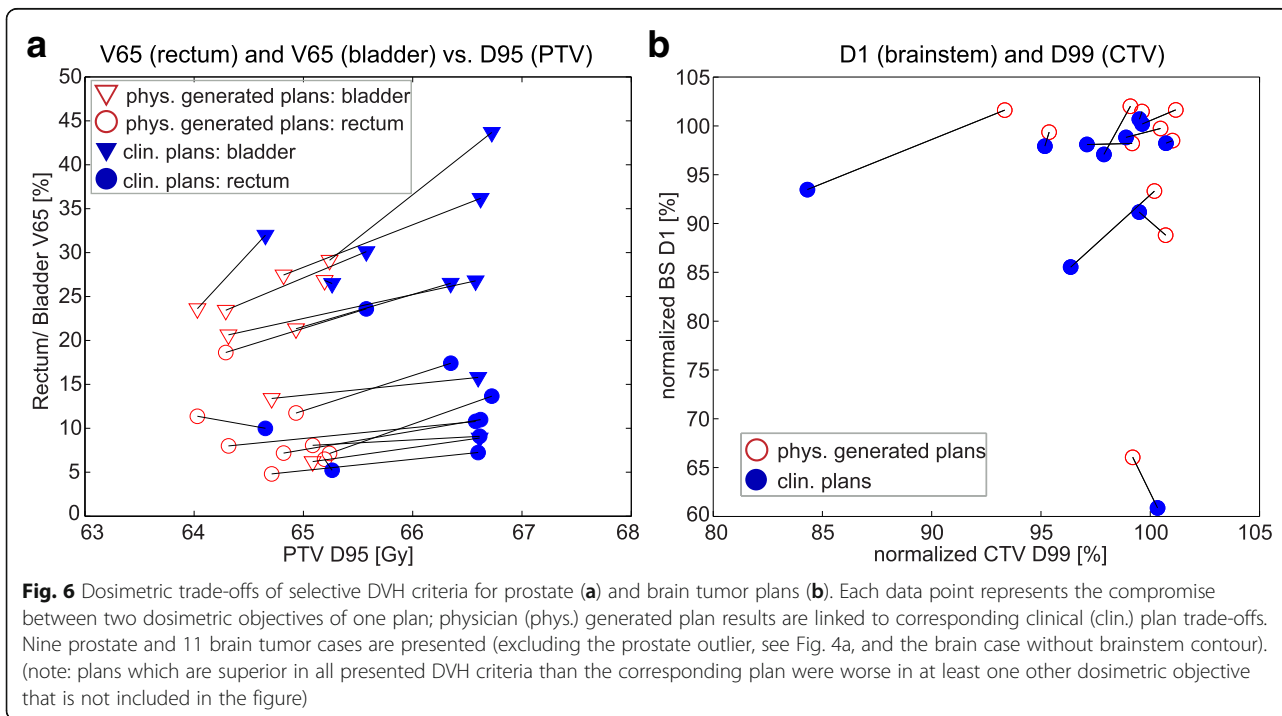 a
V65 (rectum) and V65 (bladder) vs. D95 (PTV)
50
45
40
35
30
25
20
15
10
5
0
Rectum/ Bladder V65 [%]
phys. generated plans: bladder
phys. generated plans: rectum
clin. plans: bladder
clin. plans: rectum
63 64 65 66 67 68
PTV D95 [Gy]
b
D1 (brainstem) and D99 (CTV)
105
100
95
90
85
80
75
70
65
60
normalized BS D1 [%]
phys. generated plans
clin. plans
80 85 90 95 100 105
normalized CTV D99 [%]
Fig. 6 Dosimetric trade-offs of selective DVH criteria for prostate (a) and brain tumor plans (b). Each data point represents the compromise
between two dosimetric objectives of one plan; physician (phys.) generated plan results are linked to corresponding clinical (clin.) plan trade-offs.
Nine prostate and 11 brain tumor cases are presented (excluding the prostate outlier, see Fig. 4a, and the brain case without brainstem contour).
(note: plans which are superior in all presented DVH criteria than the corresponding plan were worse in at least one other dosimetric objective
that is not included in the figure)